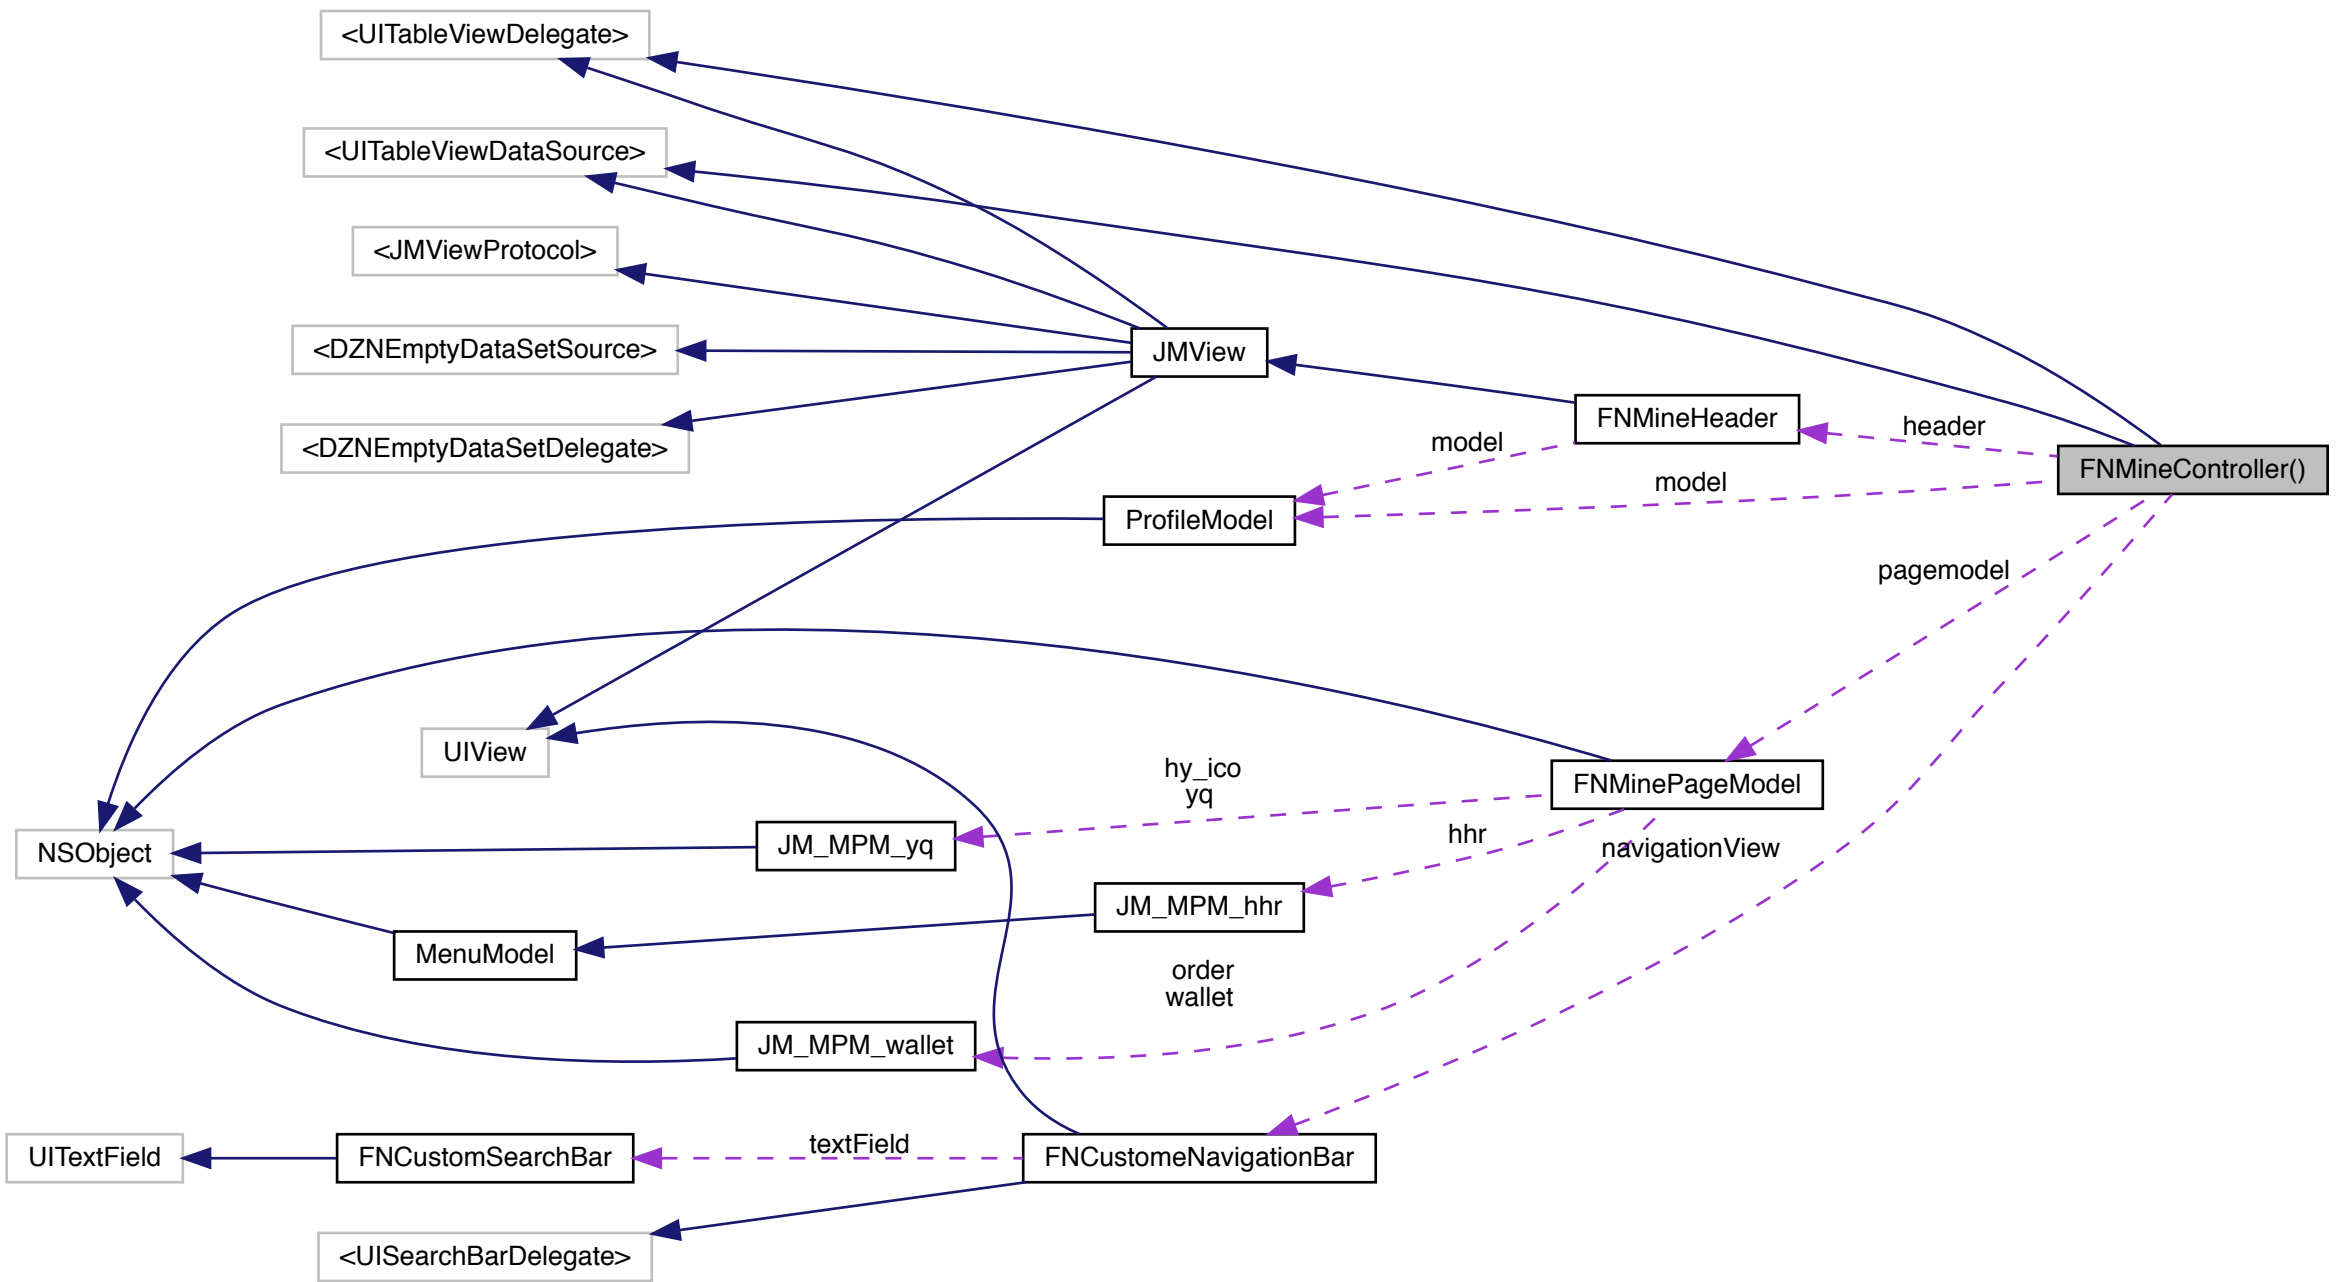 <UITableViewDelegate>
<UITableViewDataSource>
<JMViewProtocol>
<DZNEmptyDataSetSource>
JMView
FNMineHeader
header
model
<DZNEmptyDataSetDelegate>
FNMineController()
model
ProfileModel
pagemodel
UIView
hy_ico
yq
FNMinePageModel
NSObject
JM_MPM_yq
hhr
navigationView
JM_MPM_hhr
MenuModel
order
wallet
JM_MPM_wallet
UITextField
FNCustomSearchBar
textField
FNCustomeNavigationBar
<UISearchBarDelegate>